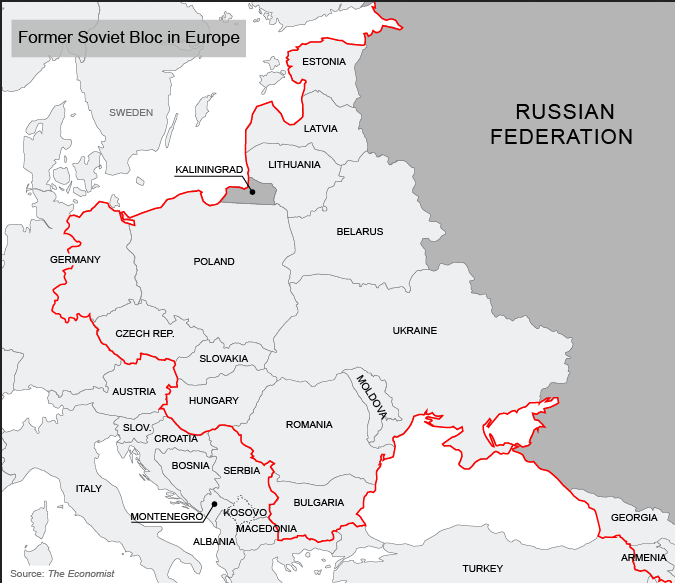 Former Soviet Bloc in Europe
ESTONIA
SWEDEN
RUSSIAN
FEDERATION
LATVIA
LITHUANIA
KALININGRAD
BELARUS
GERMANY
POLAND
UKRAINE
CZECH REP.
SLOVAKIA
AUSTRIA
HUNGARY
MOLDOVA
ROMANIA
SLOV.
CROATIA
BOSNIA
SERBIA
ITALY
BULGARIA
MONTENEGRO
KOSOVO
GEORGIA
MACEDONIA
ALBANIA
ARMENIA
TURKEY
Source: The Economist